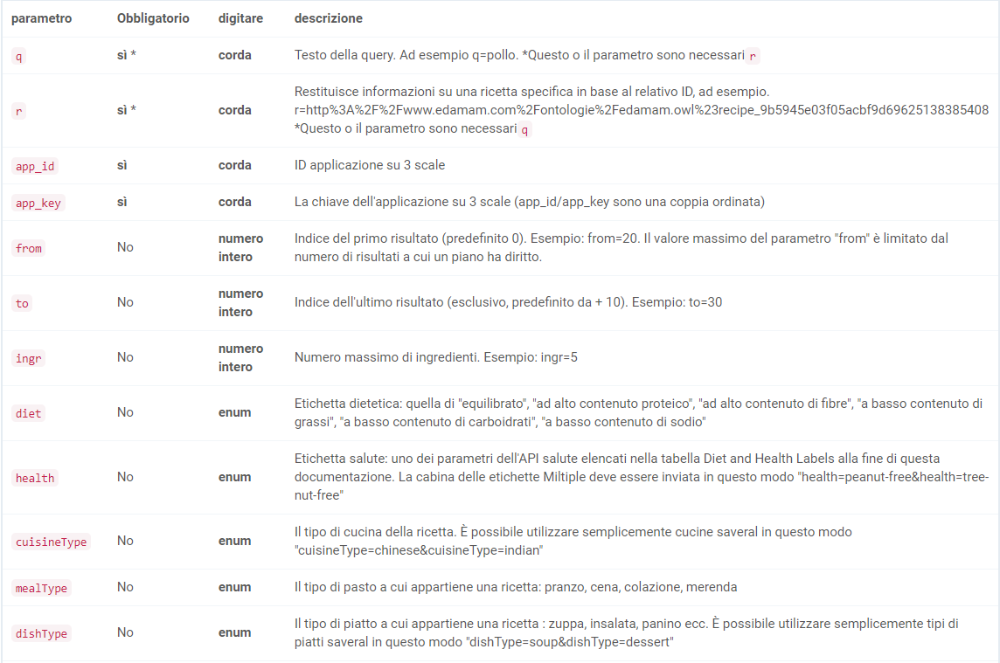 parametro Obbligatorio digitare descrizione
q sì * corda Testo della query. Ad esempio q=pollo. *Questo o il parametro sono necessari r
Restituisce informazioni su una ricetta specifica in base al relativo ID, ad esempio.
r sì * corda r=http%3A%2F%2Fwww.edamam.com%2Fontologie%2Fedamam.owl%23recipe_9b5945e03f05acbf9d69625138385408
*Questo o il parametro sono necessari q
app_id sì corda ID applicazione su 3 scale
app_key sì corda La chiave dell'applicazione su 3 scale (app_id/app_key sono una coppia ordinata)
from No numero intero Indice del primo risultato (predefinito 0). Esempio: from=20. Il valore massimo del parametro "from" è limitato dal
numero di risultati a cui un piano ha diritto.
to No numero intero Indice dell'ultimo risultato (esclusivo, predefinito da + 10). Esempio: to=30
ingr No numero intero Numero massimo di ingredienti. Esempio: ingr=5
diet No enum Etichetta dietetica: quella di "equilibrato", "ad alto contenuto proteico", "ad alto contenuto di fibre", "a basso contenuto di
grassi", "a basso contenuto di carboidrati", "a basso contenuto di sodio"
Etichetta salute: uno dei parametri dell'API salute elencati nella tabella Diet and Health Labels alla fine di questa
health No enum documentazione. La cabina delle etichette Miltiple deve essere inviata in questo modo "health=peanut-free&health=tree-
nut-free"
cuisineType No enum Il tipo di cucina della ricetta. È possibile utilizzare semplicemente cucine saveral in questo modo
"cuisineType=chinese&cuisineType=indian"
mealType No enum Il tipo di pasto a cui appartiene una ricetta: pranzo, cena, colazione, merenda
dishType No enum Il tipo di piatto a cui appartiene una ricetta : zuppa, insalata, panino ecc. È possibile utilizzare semplicemente tipi di
piatti saveral in questo modo "dishType=soup&dishType=dessert"